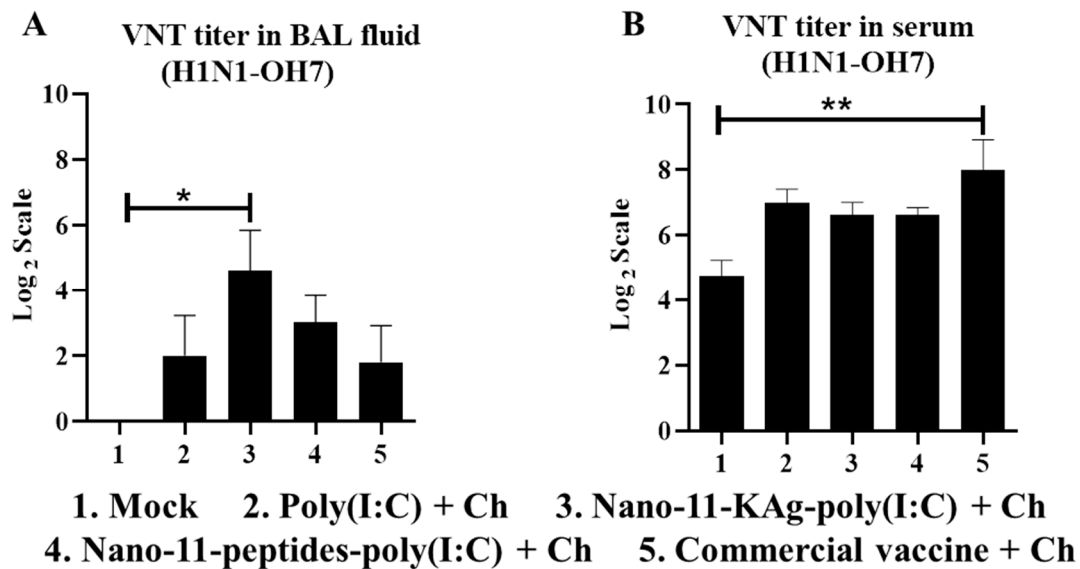 A
VNT titer in BAL fluid
(H1N1-OH7)
10
8
6
4
2
0
Log 2 Scale
*
1 2 3 4 5
B
VNT titer in serum
(H1N1-OH7)
10
8
6
4
2
0
Log 2 Scale
**
1 2 3 4 5
1. Mock 2. Poly(I:C) + Ch 3. Nano-11-KAg-poly(I:C) + Ch
4. Nano-11-peptides-poly(I:C) + Ch 5. Commercial vaccine + Ch